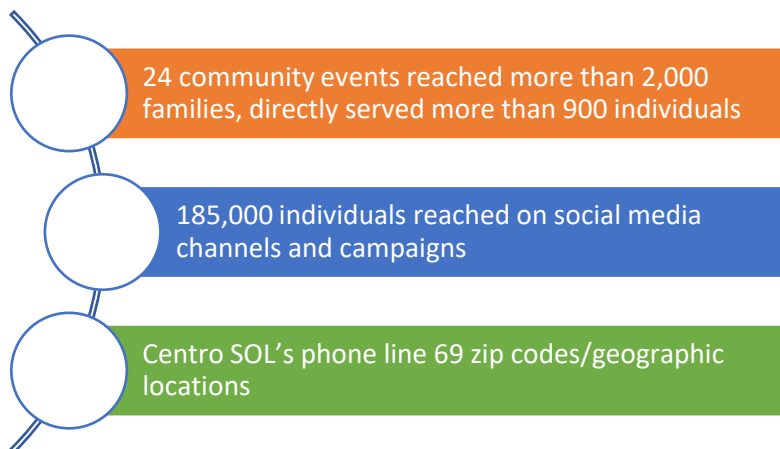 24 community events reached more than 2,000
families, directly served more than 900 individuals
185,000 individuals reached on social media
channels and campaigns
Centro SOL’s phone line 69 zip codes/geographic
locations